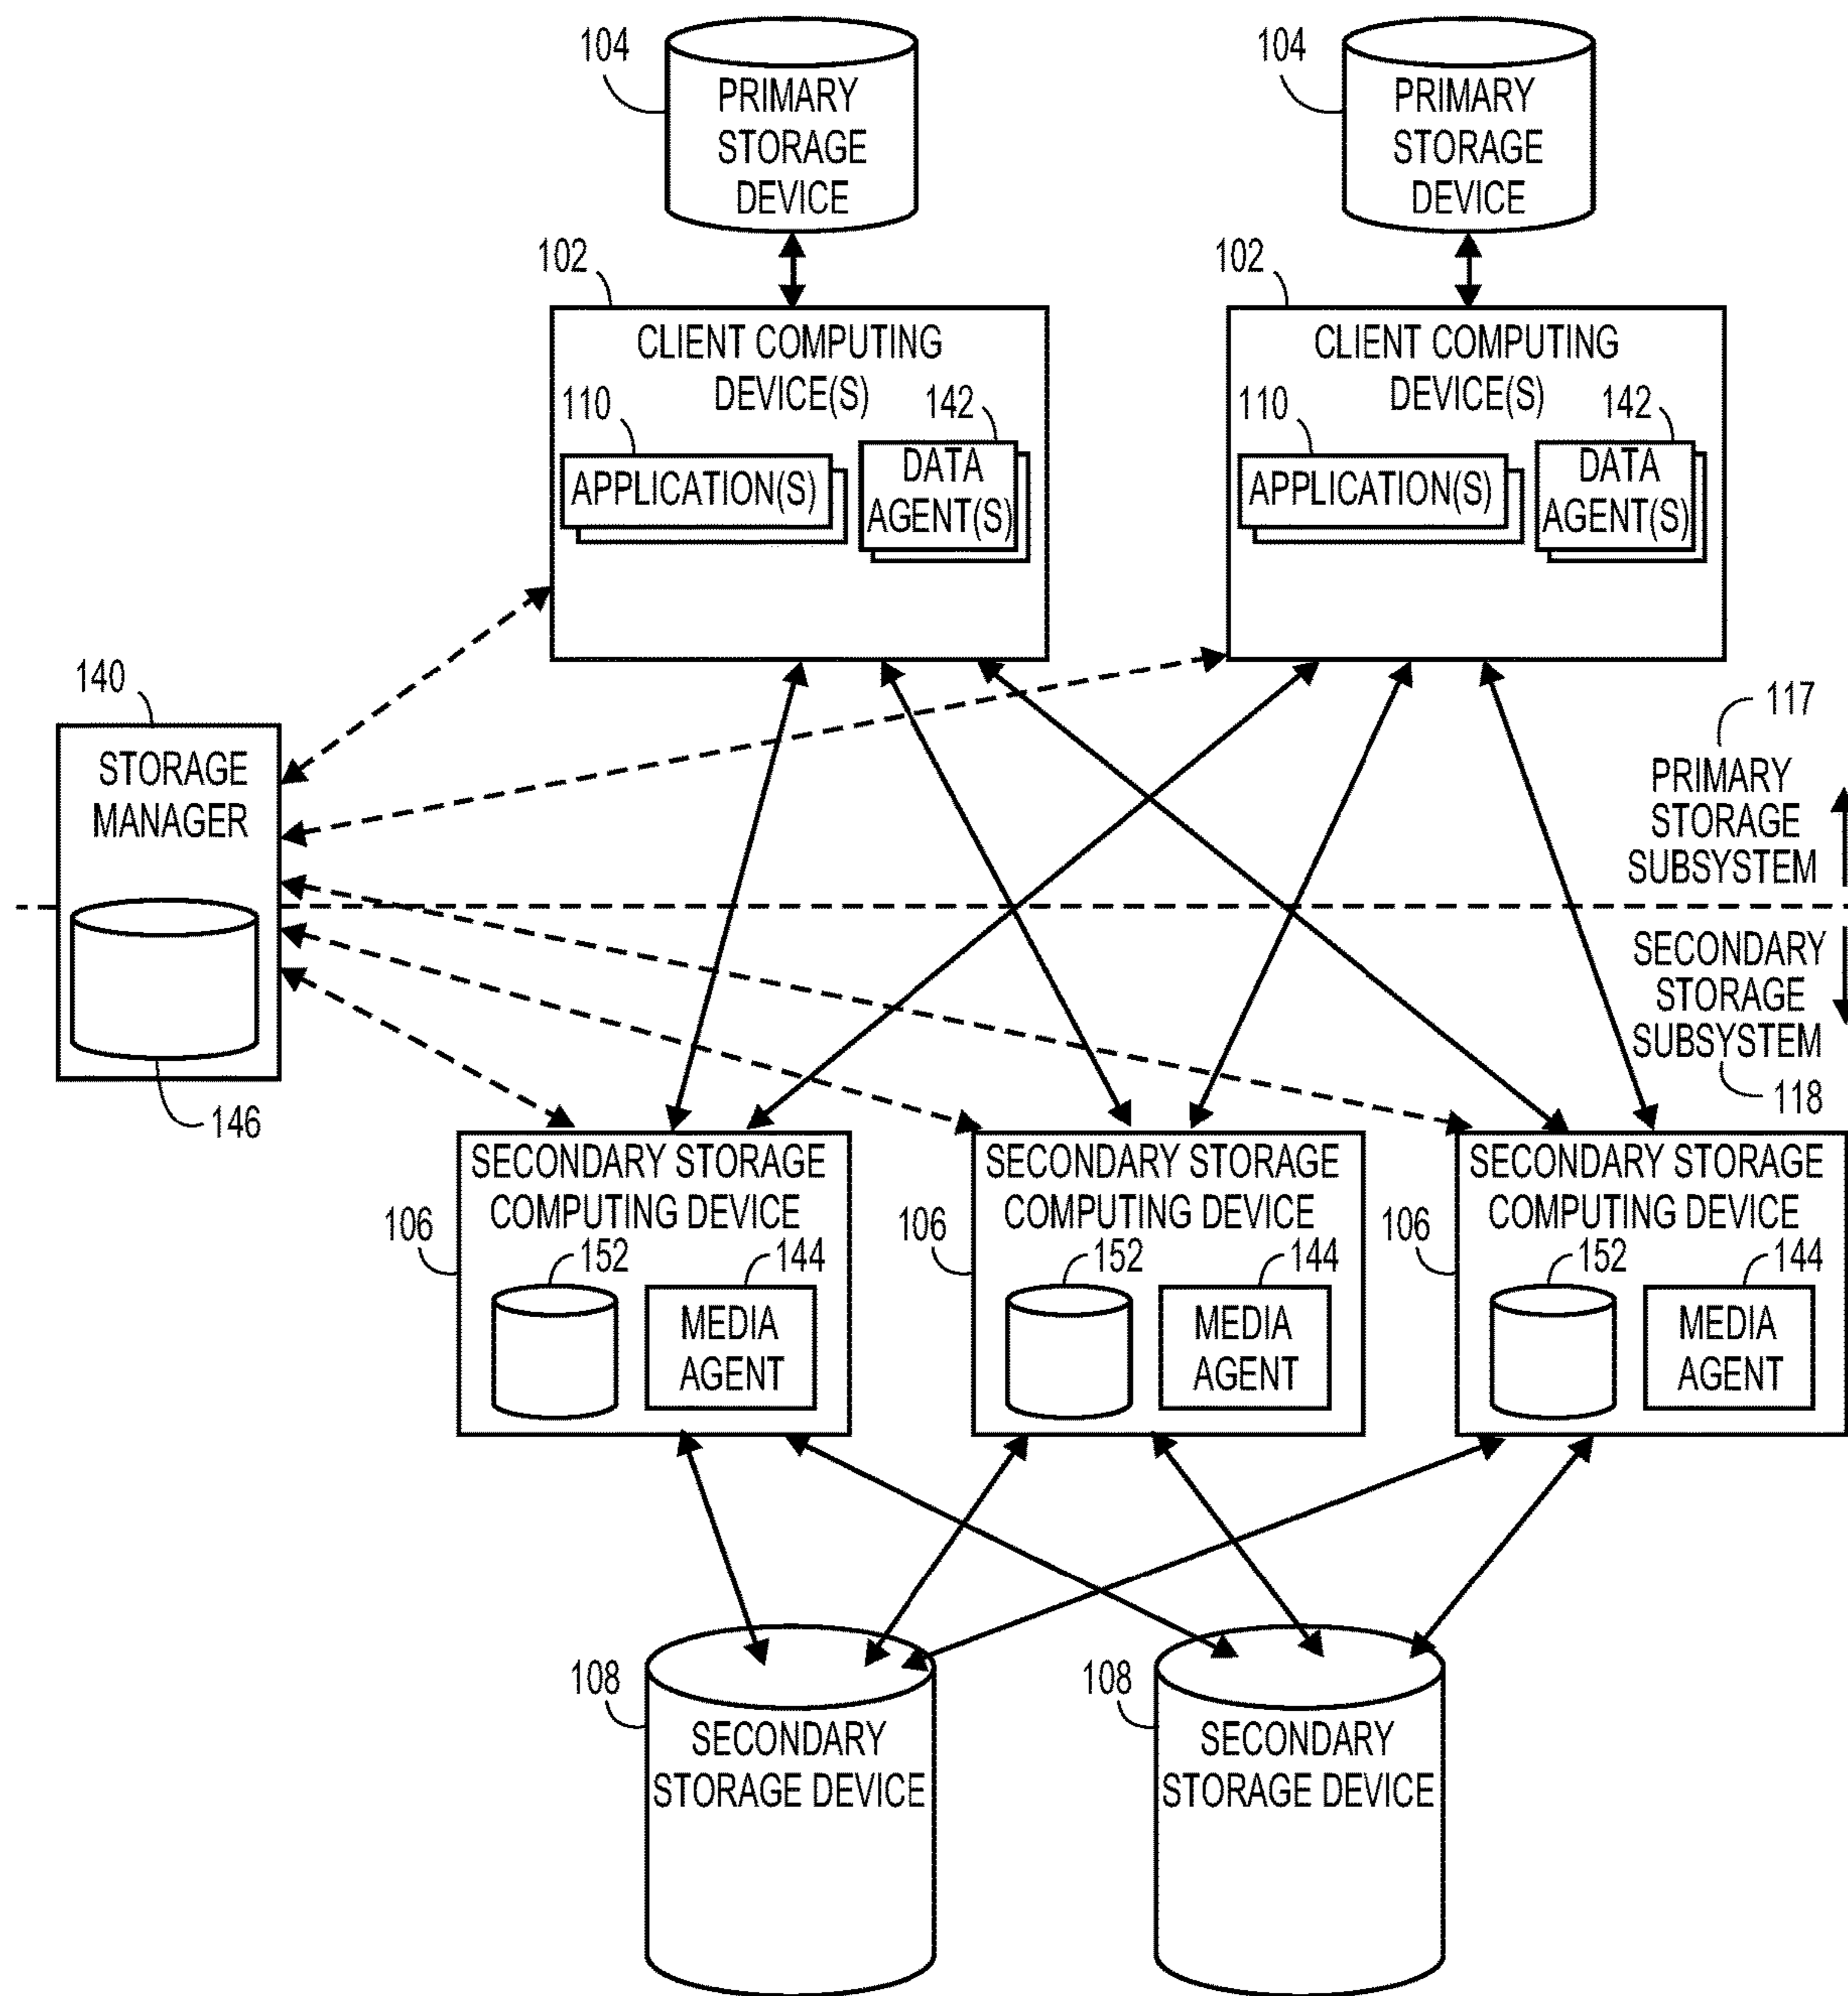 104
PRIMARY
STORAGE
DEVICE
104
PRIMARY
STORAGE
DEVICE
102
CLIENT COMPUTING
DEVICE(S)
110
APPLICATION(S)
142
DATA
AGENT(S)
102
CLIENT COMPUTING
DEVICE(S)
110
APPLICATION(S)
142
DATA
AGENT(S)
140
STORAGE
MANAGER
146
117
PRIMARY
STORAGE
SUBSYSTEM
SECONDARY
STORAGE
SUBSYSTEM
118
106
SECONDARY STORAGE
COMPUTING DEVICE
152
144
MEDIA
AGENT
106
SECONDARY STORAGE
COMPUTING DEVICE
152
144
MEDIA
AGENT
106
SECONDARY STORAGE
COMPUTING DEVICE
152
144
MEDIA
AGENT
108
SECONDARY
STORAGE DEVICE
108
SECONDARY
STORAGE DEVICE